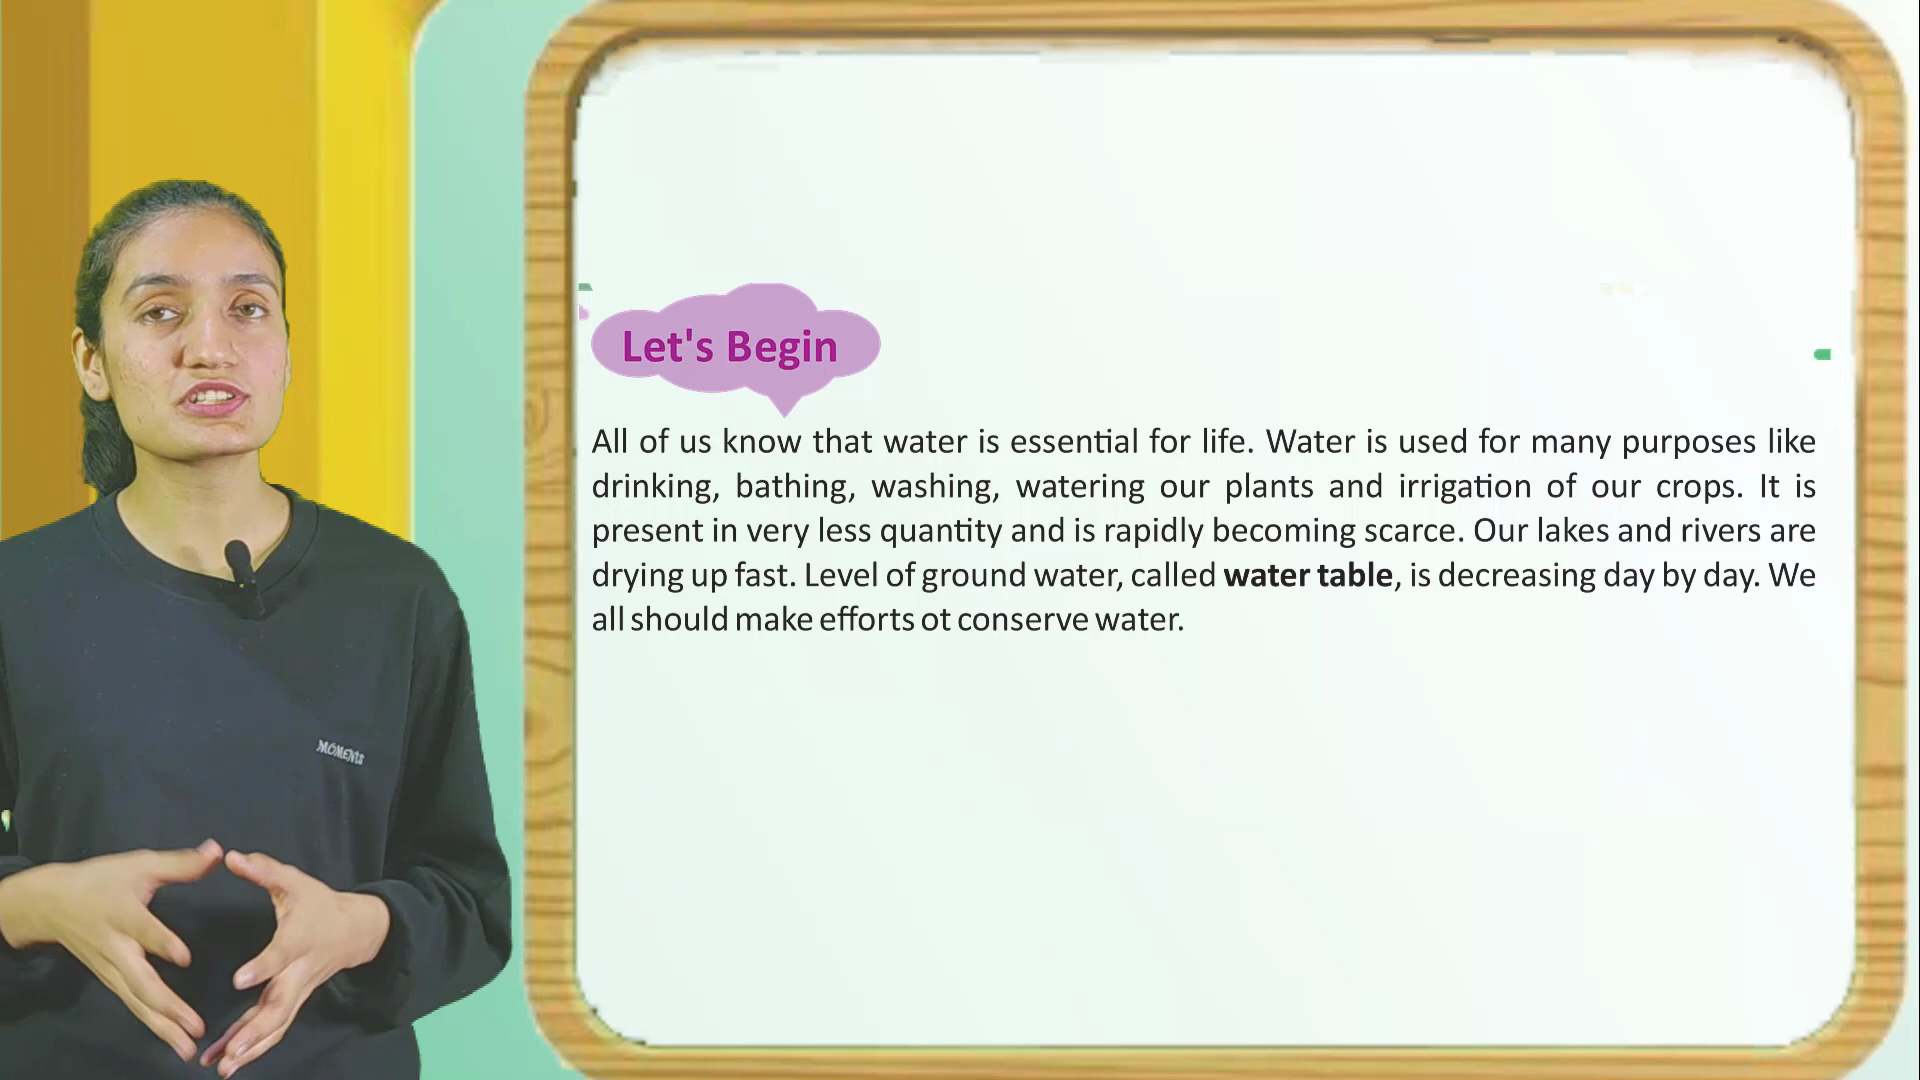 Let's Begin
All of us know that water is essential for life. Water is used for many purposes like
drinking, bathing, washing, watering our plants and irrigation of our crops. It is
present in very less quantity and is rapidly becoming scarce. Our lakes and rivers are
drying up fast. Level of ground water, called water table, is decreasing day by day. We
all should make efforts ot conserve water.
MOMENTS